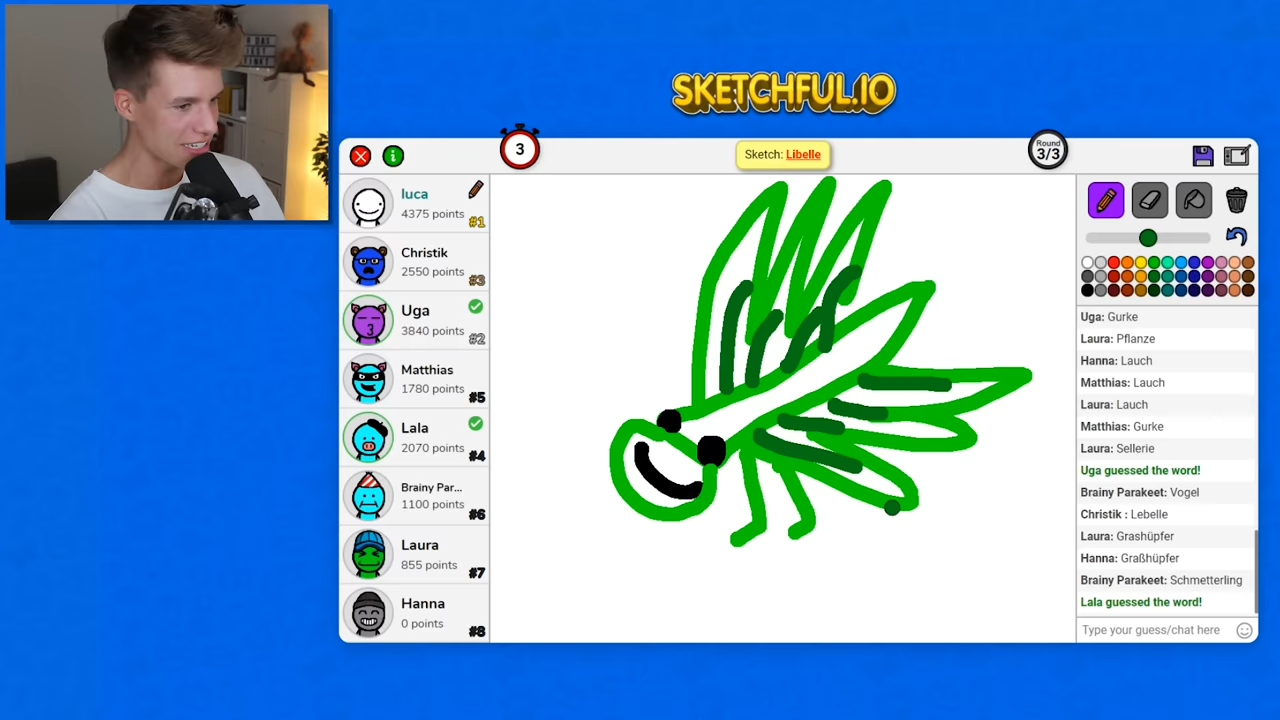 SKETCHFUL.IO
3
Sketch: Libelle
Round
3/3
luca
4375 points
#1
Christik
2550 points
#3
Uga
3840 points
#2
Matthias
1780 points
#5
Lala
2070 points
#4
Brainy Par...
1100 points
#6
Laura
855 points
#7
Hanna
0 points
#8
Uga: Gurke
Laura: Pflanze
Hanna: Lauch
Matthias: Lauch
Laura: Lauch
Matthias: Gurke
Laura: Sellerie
Uga guessed the word!
Brainy Parakeet: Vogel
Christik : Lebelle
Laura: Grashüpfer
Hanna: Graßhüpfer
Brainy Parakeet: Schmetterling
Lala guessed the word!
Type your guess/chat here